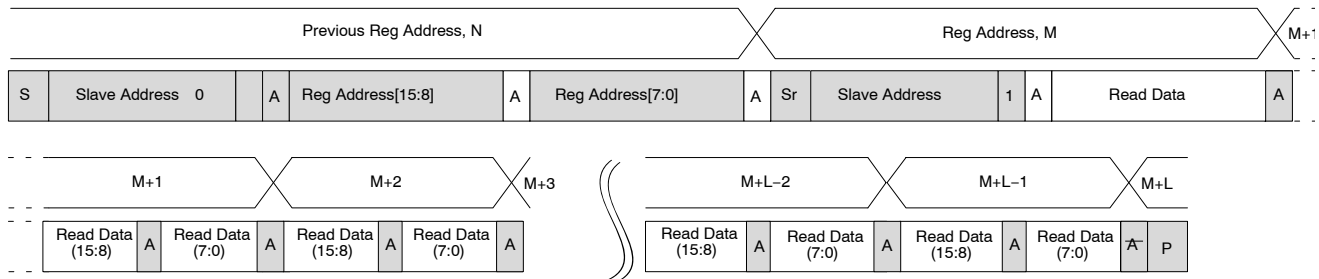 Previous Reg Address, N Reg Address, M M+1
S Slave Address 0 A Reg Address[15:8] A Reg Address[7:0] A Sr Slave Address 1 A Read Data A
M+1 M+2 M+3 M+L−2 M+L−1 M+L
Read Data (15:8) A Read Data (7:0) A Read Data (15:8) A Read Data (7:0) A Read Data (15:8) A Read Data (7:0) A Read Data (15:8) A Read Data (7:0) A̅ P